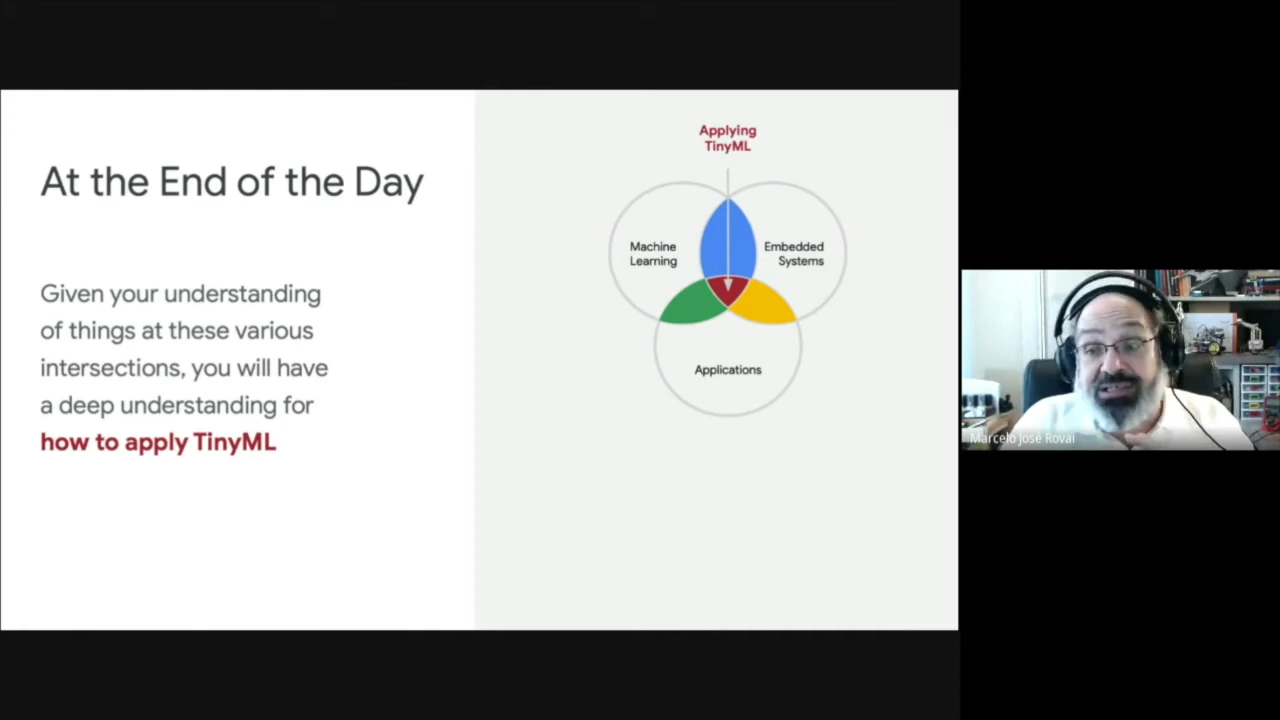 At the End of the Day
Given your understanding
of things at these various
intersections, you will have
a deep understanding for
how to apply TinyML
Applying
TinyML
Machine
Learning
Embedded
Systems
Applications
Marcelo José Rovai